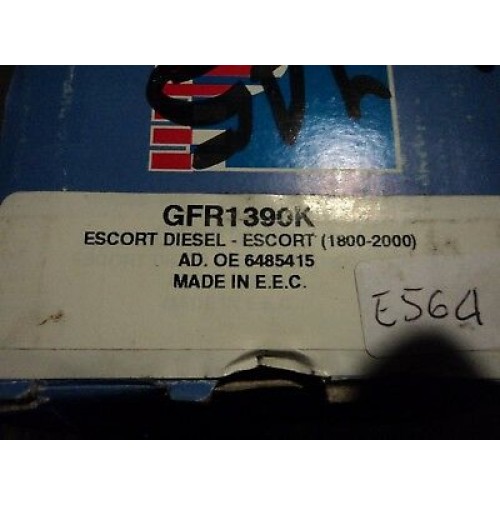 GFR1390K
ESCORT DIESEL - ESCORT (1800-2000)
AD. OE 6485415
MADE IN E.E.C.
E564